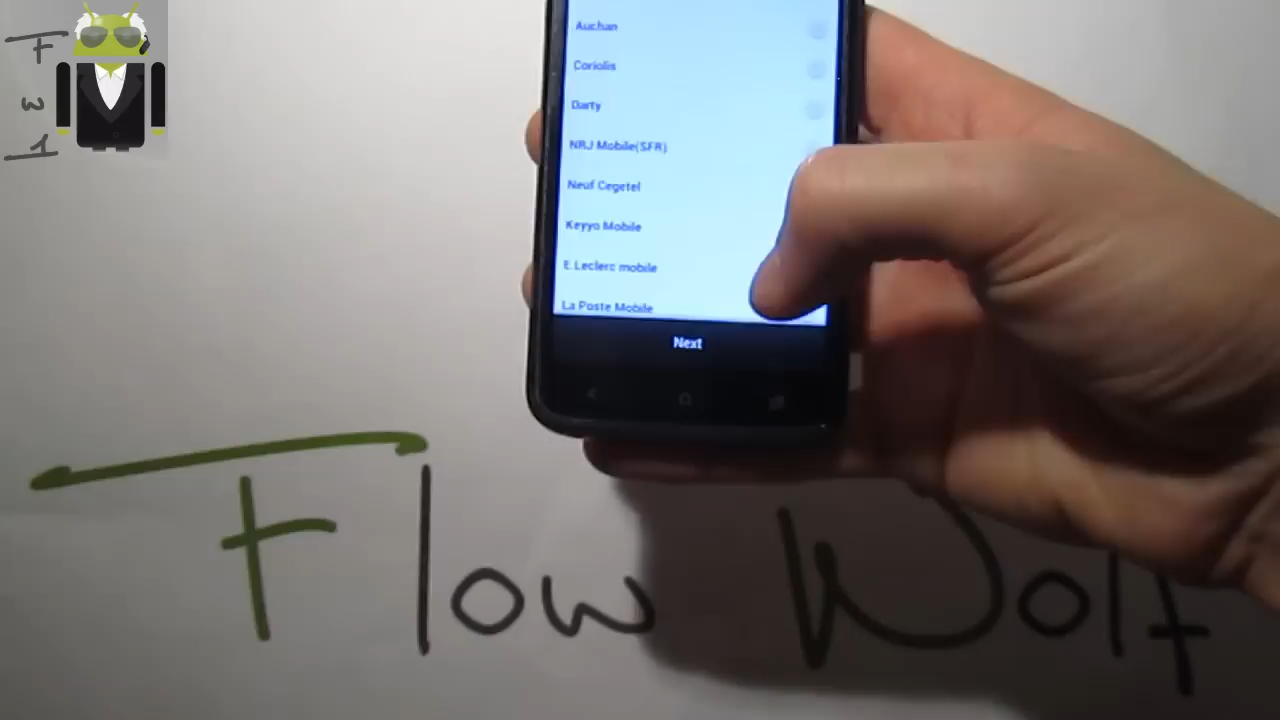 F
W
1
Auchan
Coriolis
Darty
NRJ Mobile(SFR)
Neuf Cegetel
Keyyo Mobile
E.Leclerc mobile
La Poste Mobile
Next
Flow Wolf